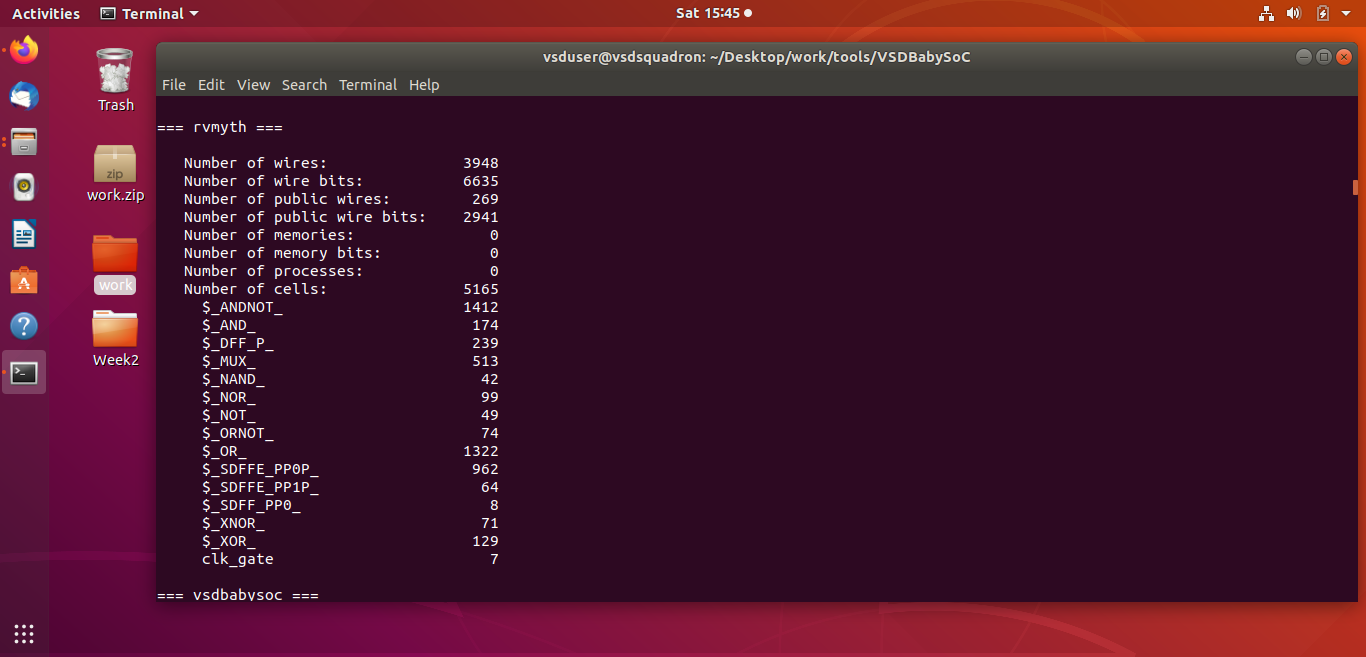 Activities Terminal Sat 15:45
vsduser@vsdsquadron: ~/Desktop/work/tools/VSDBabySoC
File Edit View Search Terminal Help
Trash
zip
work.zip
work
Week2
=== rvmyth ===
Number of wires: 3948
Number of wire bits: 6635
Number of public wires: 269
Number of public wire bits: 2941
Number of memories: 0
Number of memory bits: 0
Number of processes: 0
Number of cells: 5165
$_ANDNOT_ 1412
$_AND_ 174
$_DFF_P_ 239
$_MUX_ 513
$_NAND_ 42
$_NOR_ 99
$_NOT_ 49
$_ORNOT_ 74
$_OR_ 1322
$_SDFFE_PP0P_ 962
$_SDFFE_PP1P_ 64
$_SDFF_PP0_ 8
$_XNOR_ 71
$_XOR_ 129
clk_gate 7
=== vsdbabysoc ===